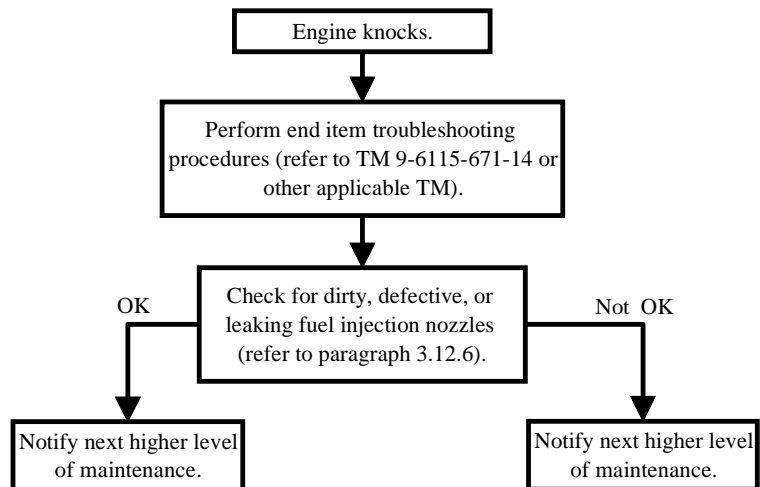 Engine knocks.
Perform end item troubleshooting
procedures (refer to TM 9-6115-671-14 or
other applicable TM).
OK
Check for dirty, defective, or
leaking fuel injection nozzles
(refer to paragraph 3.12.6).
Not OK
Notify next higher level
of maintenance.
Notify next higher level
of maintenance.